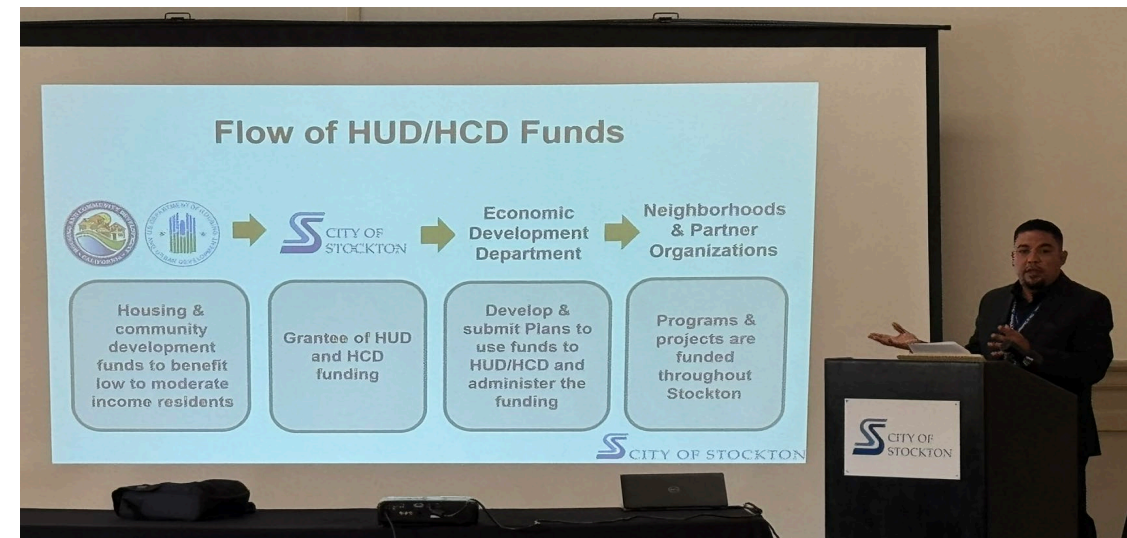 Flow of HUD/HCD Funds
CITY OF
STOCKTON
Economic
Development
Department
Neighborhoods
& Partner
Organizations
Housing &
community
development
funds to benefit
low to moderate
income residents
Grantee of HUD
and HCD
funding
Develop &
submit Plans to
use funds to
HUD/HCD and
administer the
funding
Programs &
projects are
funded
throughout
Stockton
CITY OF STOCKTON
CITY OF
STOCKTON